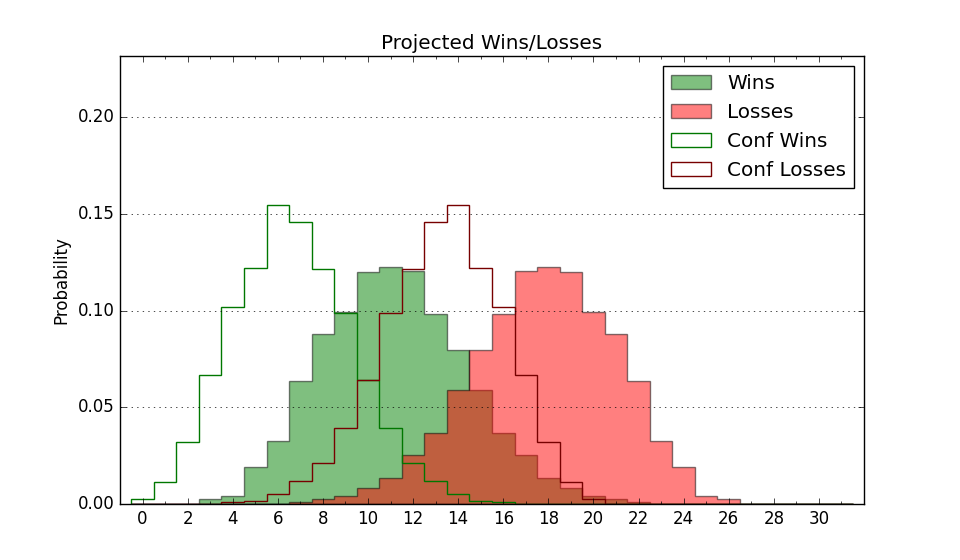 Projected Wins/Losses
Wins
Losses
Conf Wins
Conf Losses
Probability
0.20
0.15
0.10
0.05
0.00
0 2 4 6 8 10 12 14 16 18 20 22 24 26 28 30